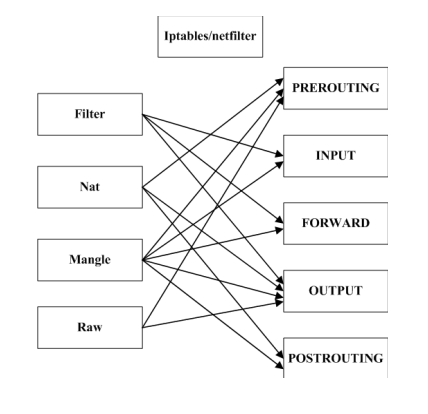 Iptables/netfilter
PREROUTING
Filter
INPUT
Nat
FORWARD
Mangle
OUTPUT
Raw
POSTROUTING